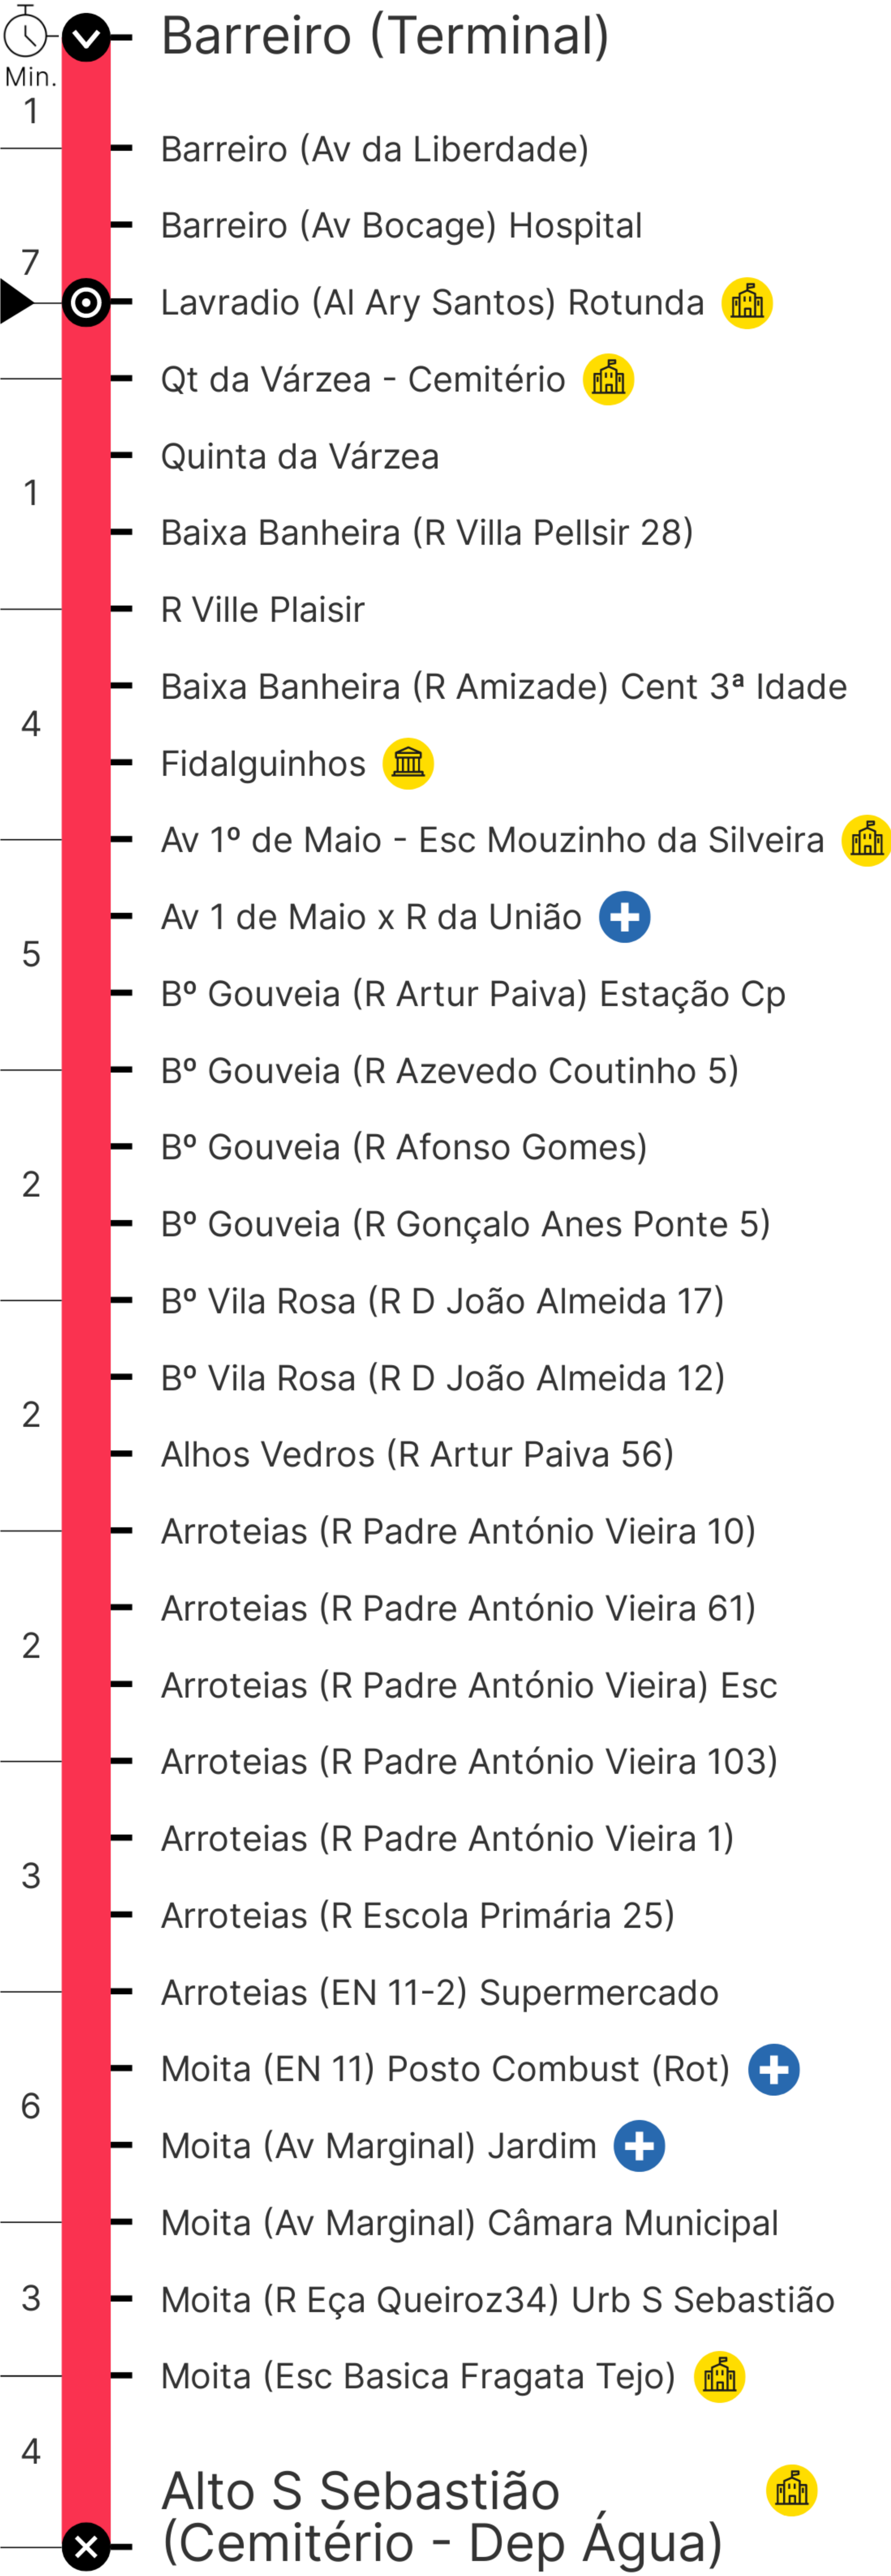 Barreiro (Terminal)
Min.
1
Barreiro (Av da Liberdade)
Barreiro (Av Bocage) Hospital
7
Lavradio (Al Ary Santos) Rotunda
Qt da Várzea - Cemitério
Quinta da Várzea
1
Baixa Banheira (R Villa Pellsir 28)
R Ville Plaisir
Baixa Banheira (R Amizade) Cent 3ª Idade
4
Fidalguinhos
Av 1º de Maio - Esc Mouzinho da Silveira
Av 1 de Maio x R da União
5
Bº Gouveia (R Artur Paiva) Estação Cp
Bº Gouveia (R Azevedo Coutinho 5)
Bº Gouveia (R Afonso Gomes)
2
Bº Gouveia (R Gonçalo Anes Ponte 5)
Bº Vila Rosa (R D João Almeida 17)
Bº Vila Rosa (R D João Almeida 12)
2
Alhos Vedros (R Artur Paiva 56)
Arroteias (R Padre António Vieira 10)
Arroteias (R Padre António Vieira 61)
2
Arroteias (R Padre António Vieira) Esc
Arroteias (R Padre António Vieira 103)
Arroteias (R Padre António Vieira 1)
3
Arroteias (R Escola Primária 25)
Arroteias (EN 11-2) Supermercado
Moita (EN 11) Posto Combust (Rot)
6
Moita (Av Marginal) Jardim
Moita (Av Marginal) Câmara Municipal
3
Moita (R Eça Queiroz34) Urb S Sebastião
Moita (Esc Basica Fragata Tejo)
4
Alto S Sebastião
(Cemitério - Dep Água)